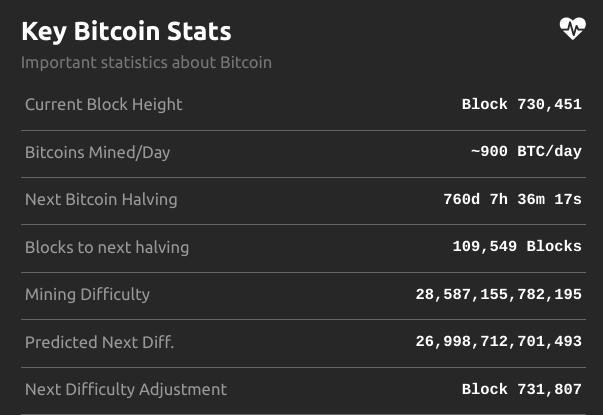 Key Bitcoin Stats
Important statistics about Bitcoin
Current Block Height Block 730,451
Bitcoins Mined/Day ~900 BTC/day
Next Bitcoin Halving 760d 7h 36m 17s
Blocks to next halving 109,549 Blocks
Mining Difficulty 28,587,155,782,195
Predicted Next Diff. 26,998,712,701,493
Next Difficulty Adjustment Block 731,807